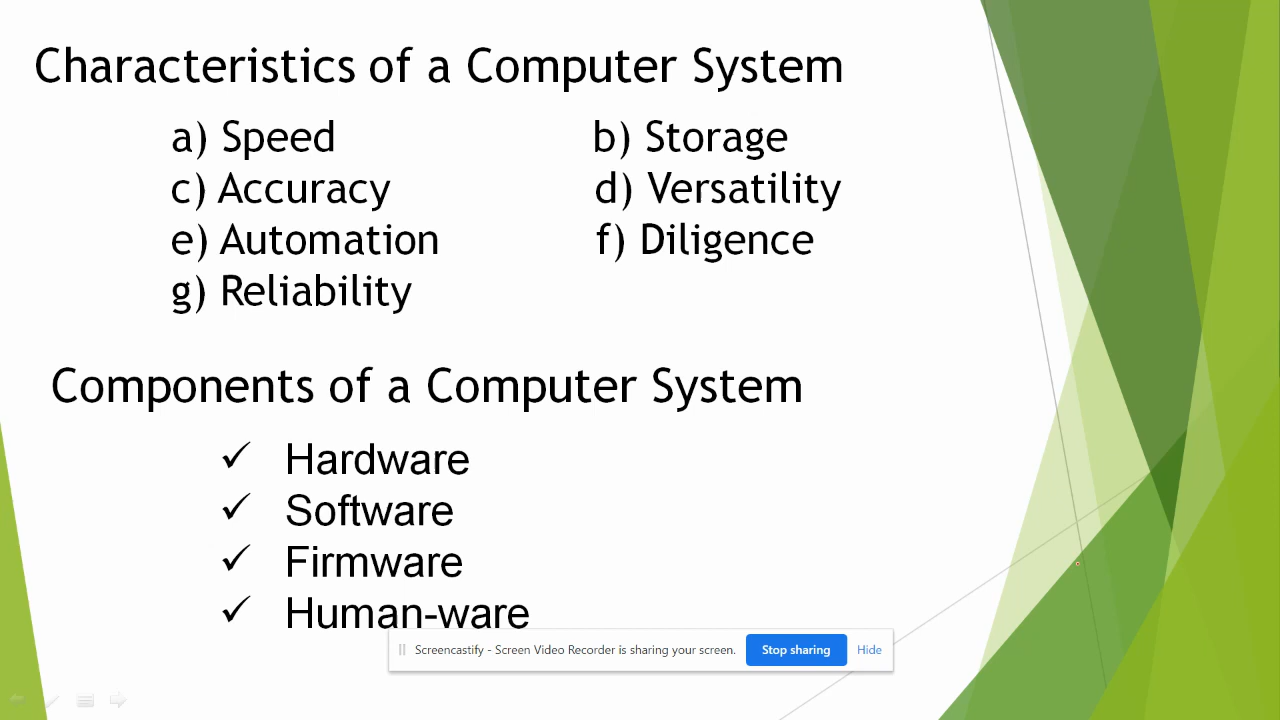 Characteristics of a Computer System
a) Speed b) Storage
c) Accuracy d) Versatility
e) Automation f) Diligence
g) Reliability
Components of a Computer System
✓ Hardware
✓ Software
✓ Firmware
✓ Human-ware
Screencastify - Screen Video Recorder is sharing your screen. Stop sharing Hide